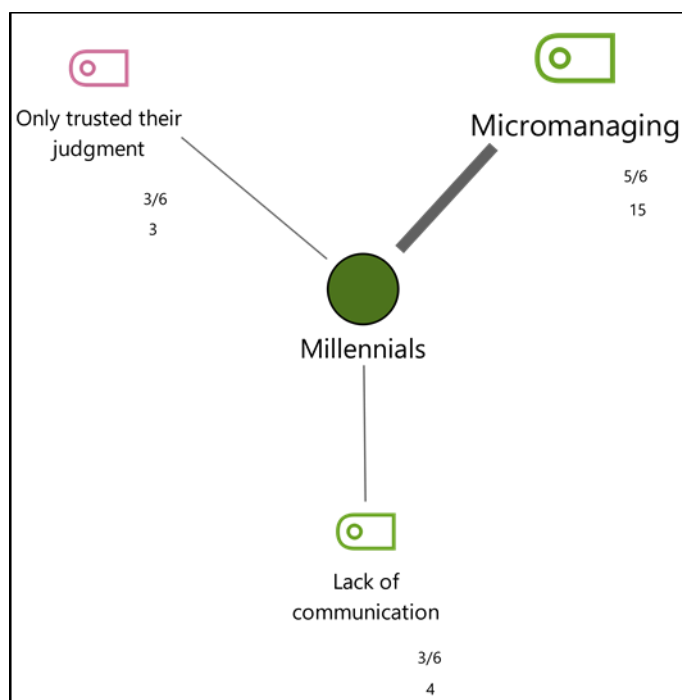 Only trusted their
judgment
3/6
3
Micromanaging
5/6
15
Millennials
Lack of
communication
3/6
4